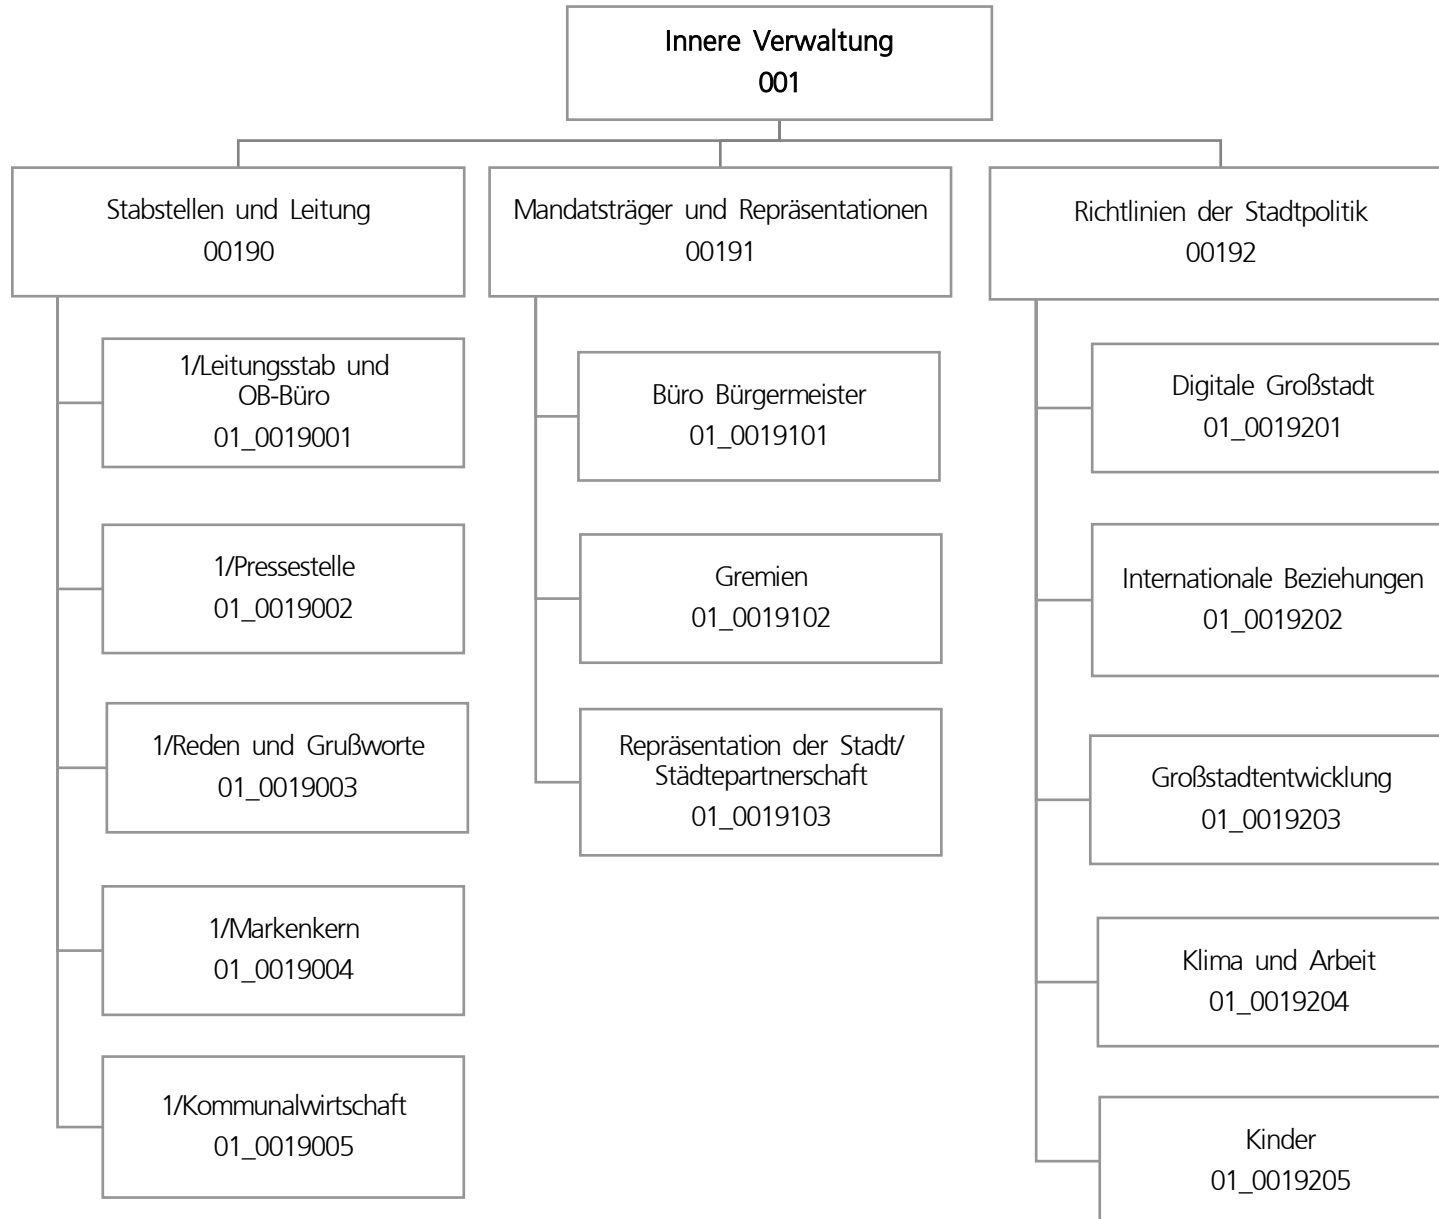 Innere Verwaltung
001
Stabstellen und Leitung
00190
1/Leitungsstab und
OB-Büro
01_0019001
1/Pressestelle
01_0019002
1/Reden und Grußworte
01_0019003
1/Markenkern
01_0019004
1/Kommunalwirtschaft
01_0019005
Mandatsträger und Repräsentationen
00191
Büro Bürgermeister
01_0019101
Gremien
01_0019102
Repräsentation der Stadt/
Städtepartnerschaft
01_0019103
Richtlinien der Stadtpolitik
00192
Digitale Großstadt
01_0019201
Internationale Beziehungen
01_0019202
Großstadtentwicklung
01_0019203
Klima und Arbeit
01_0019204
Kinder
01_0019205